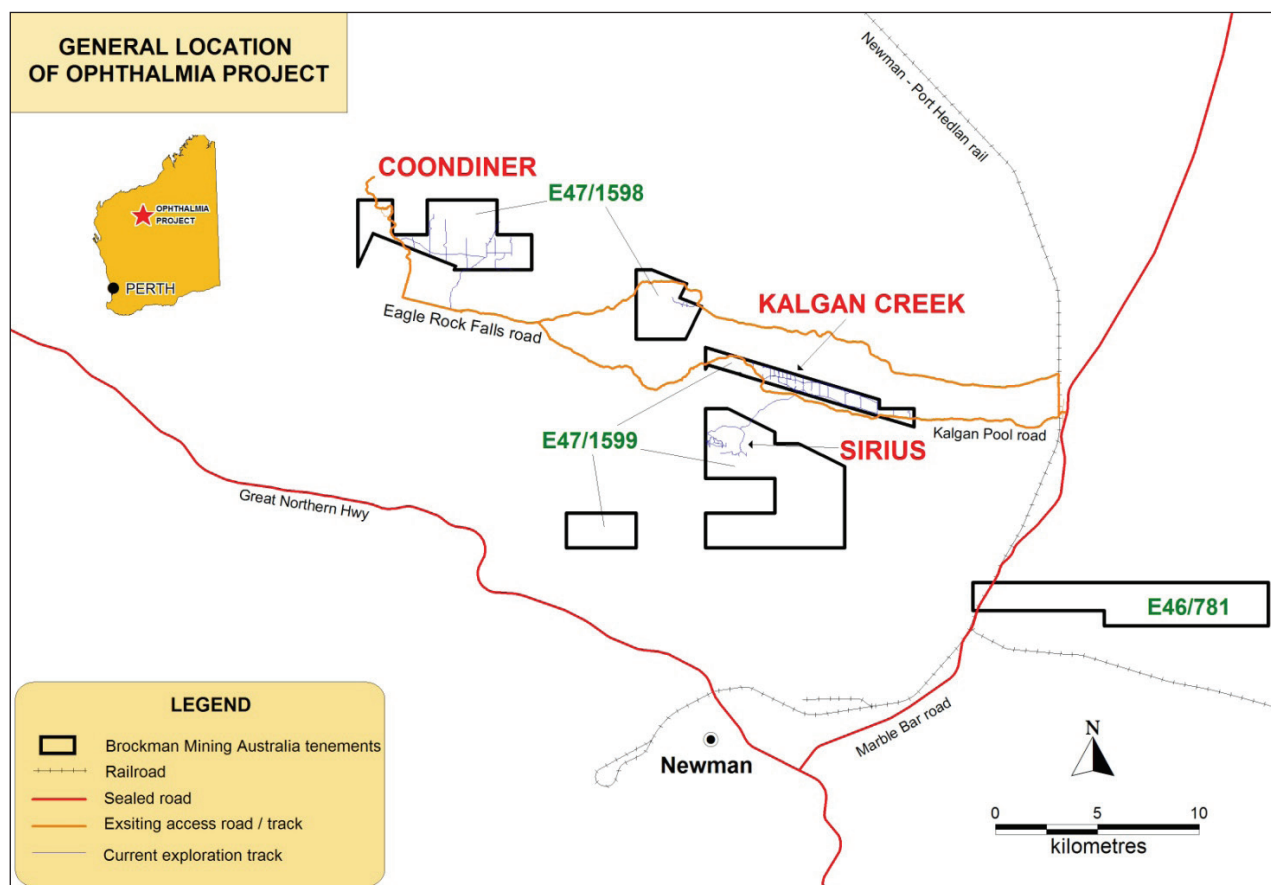 GENERAL LOCATION
OF OPHTHALMIA PROJECT
Newman - Port Hedlan rail
COONDINER
E47/1598
OPHTHALMIA
PROJECT
PERTH
KALGAN CREEK
Eagle Rock Falls road
E47/1599
Kalgan Pool road
SIRIUS
Great Northern Hwy
E46/781
LEGEND
Brockman Mining Australia tenements
Railroad
Sealed road
Exsiting access road / track
Current exploration track
Marble Bar road
Newman
N
0 5 10
kilometres